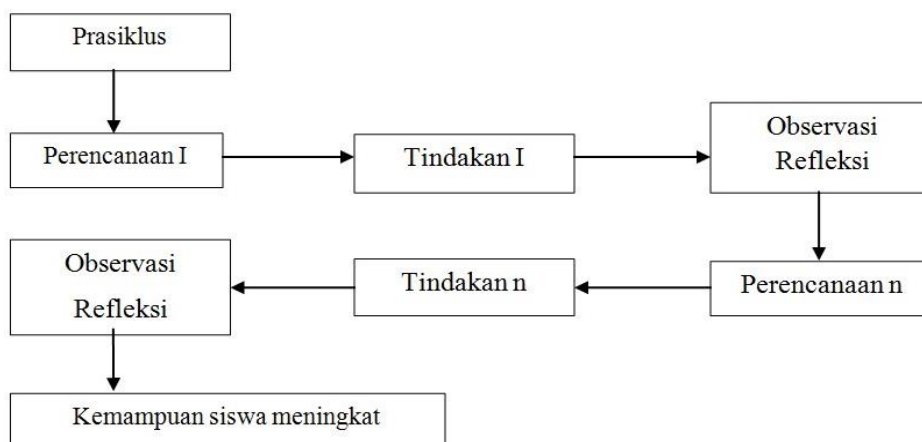 Prasiklus
Perencanaan I
Tindakan I
Observasi
Refleksi
Perencanaan n
Tindakan n
Observasi
Refleksi
Kemampuan siswa meningkat